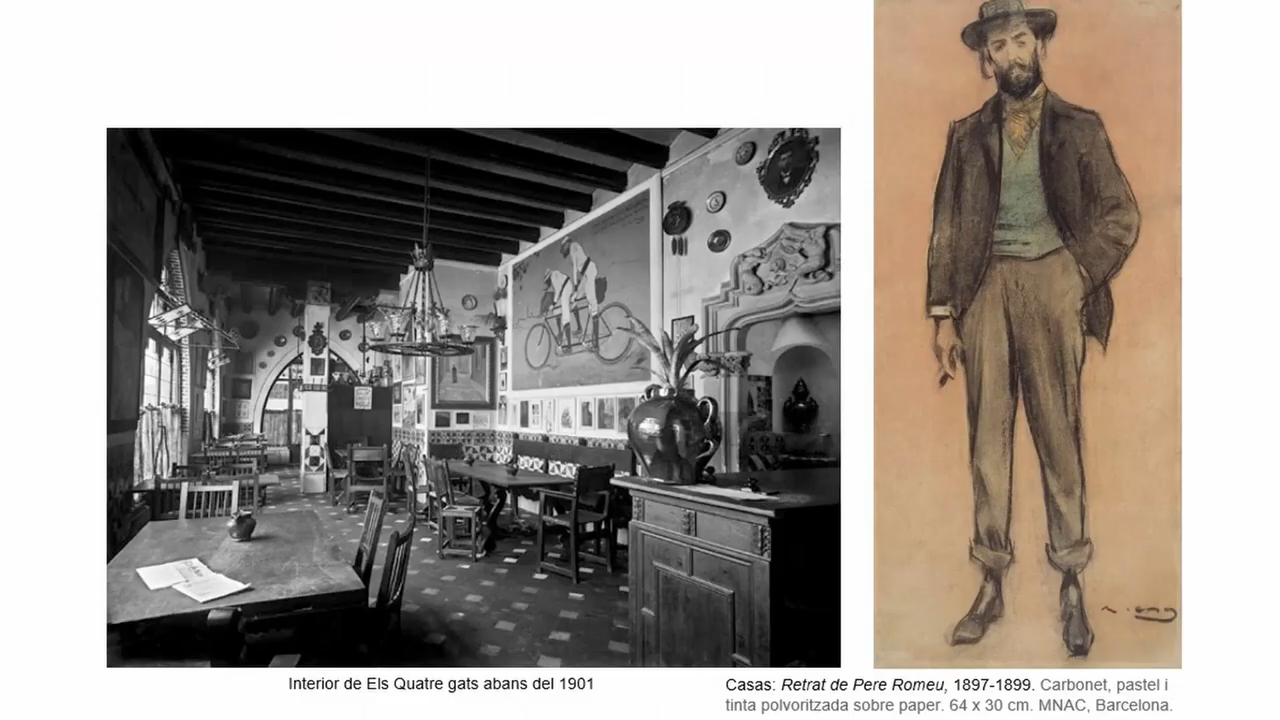 Interior de Els Quatre gats abans del 1901
Casas: Retrat de Pere Romeu, 1897-1899. Carbonet, pastel i
tinta polvoritzada sobre paper. 64 x 30 cm. MNAC, Barcelona.